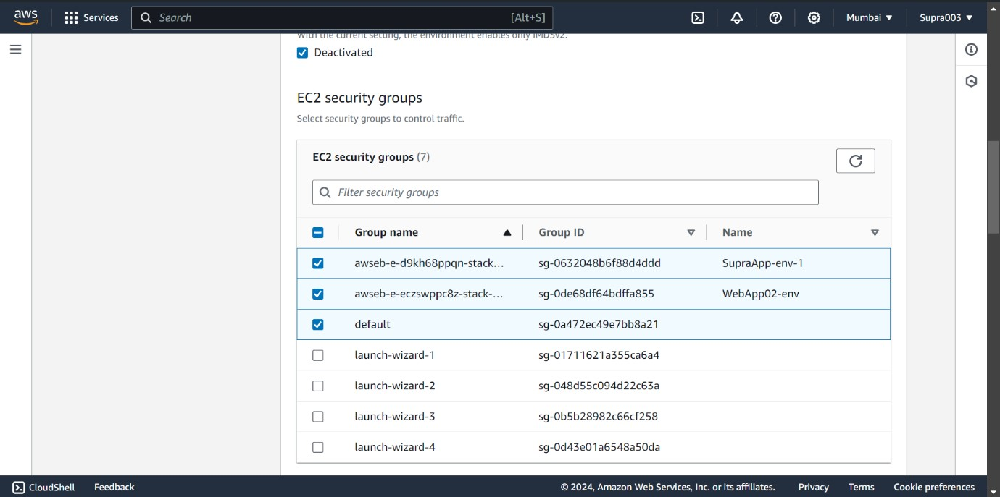 aws Services Search [Alt+S] Mumbai Supra003
With the current setting, the environment enables only IMDSv2.
Deactivated
EC2 security groups
Select security groups to control traffic.
EC2 security groups (7)
Filter security groups
Group name Group ID Name
awseb-e-d9kh68ppqn-stack... sg-0632048b6f88d4ddd SupraApp-env-1
awseb-e-eczswppc8z-stack-... sg-0de68df64bdffa855 WebApp02-env
default sg-0a472ec49e7bb8a21
launch-wizard-1 sg-01711621a355ca6a4
launch-wizard-2 sg-048d55c094d22c63a
launch-wizard-3 sg-0b5b28982c66cf258
launch-wizard-4 sg-0d43e01a6548a50da
CloudShell Feedback © 2024, Amazon Web Services, Inc. or its affiliates. Privacy Terms Cookie preferences